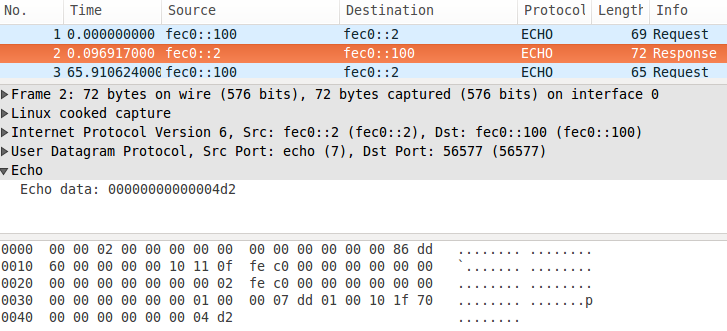 No. Time Source Destination Protocol Length Info
1 0.000000000 fec0::100 fec0::2 ECHO 69 Request
2 0.096917000 fec0::2 fec0::100 ECHO 72 Response
3 65.910624000 fec0::100 fec0::2 ECHO 65 Request
Frame 2: 72 bytes on wire (576 bits), 72 bytes captured (576 bits) on interface 0
Linux cooked capture
Internet Protocol Version 6, Src: fec0::2 (fec0::2), Dst: fec0::100 (fec0::100)
User Datagram Protocol, Src Port: echo (7), Dst Port: 56577 (56577)
Echo
Echo data: 00000000000004d2
0000 00 00 02 00 00 00 00 00 00 00 00 00 00 00 86 dd ........ ........
0010 60 00 00 00 00 10 11 0f fe c0 00 00 00 00 00 00 `....... ........
0020 00 00 00 00 00 00 00 02 fe c0 00 00 00 00 00 00 ........ ........
0030 00 00 00 00 00 00 01 00 00 07 dd 01 00 10 1f 70 ........ .......p
0040 00 00 00 00 00 00 04 d2 ........